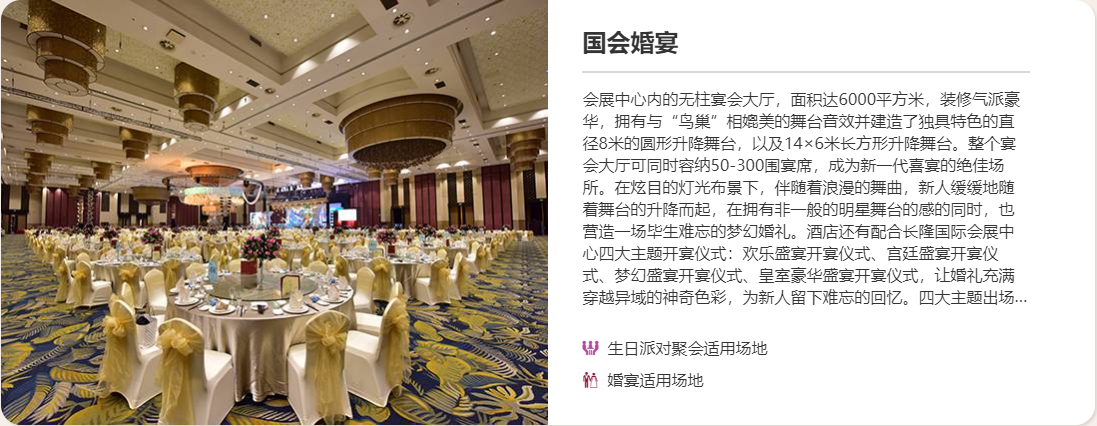 国会婚宴
会展中心内的无柱宴会大厅，面积达6000平方米，装修气派豪
华，拥有与“鸟巢”相媲美的舞台音效并建造了独具特色的直
径8米的圆形升降舞台，以及14×6米长方形升降舞台。整个宴
会大厅可同时容纳50-300围宴席，成为新一代喜宴的绝佳场
所。在炫目的灯光布景下，伴随着浪漫的舞曲，新人缓缓地随
着舞台的升降而起，在拥有非一般的明星舞台的感的同时，也
营造一场毕生难忘的梦幻婚礼。酒店还有配合长隆国际会展中
心四大主题开宴仪式：欢乐盛宴开宴仪式、宫廷盛宴开宴仪
式、梦幻盛宴开宴仪式、皇室豪华盛宴开宴仪式，让婚礼充满
穿越异域的神奇色彩，为新人留下难忘的回忆。四大主题出场...
生日派对聚会适用场地
婚宴适用场地